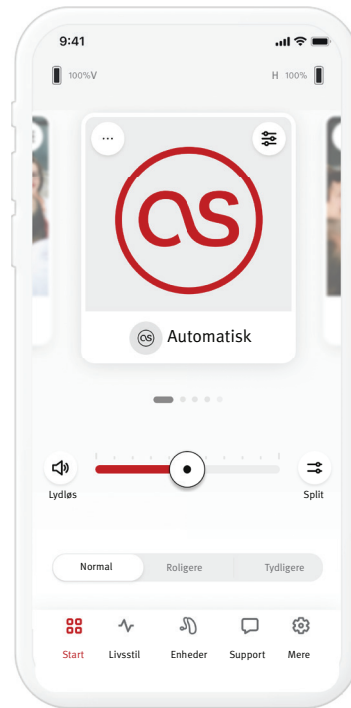 9:41
100%V
H 100%
...
Automatisk
Lydløs
Split
Normal Roligere Tydligere
Start Livsstil Enheder Support Mere